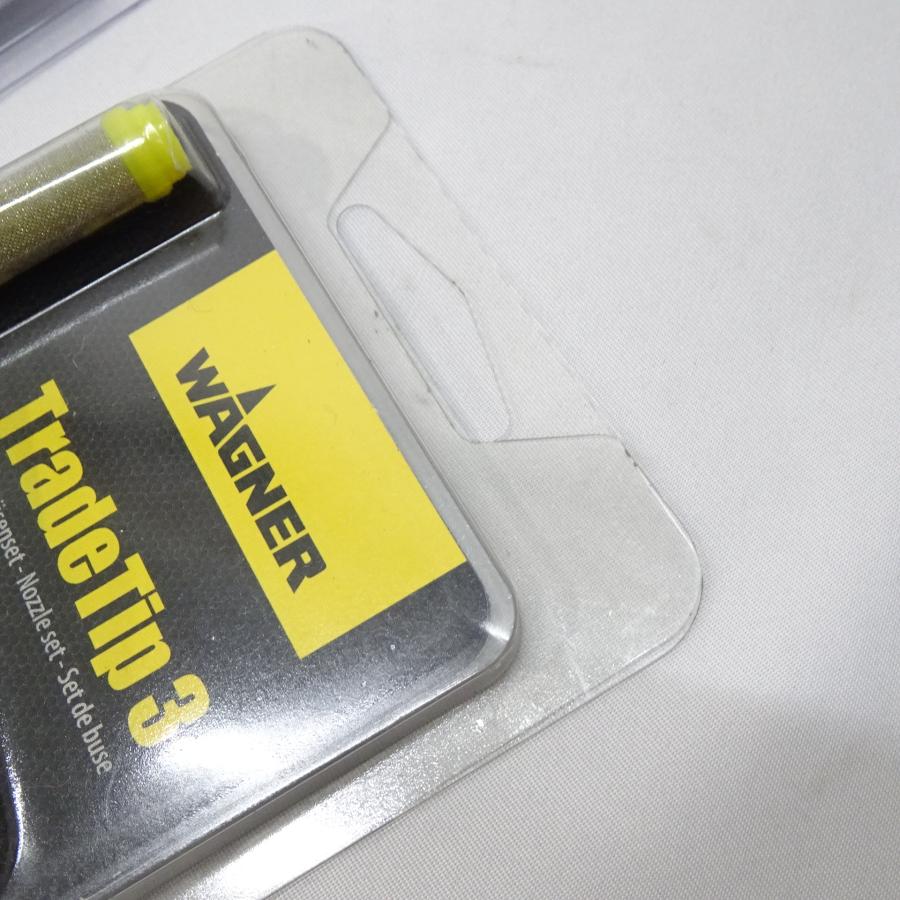 WAGNER
TradeTip 3
- Nozzle set - Set de buse